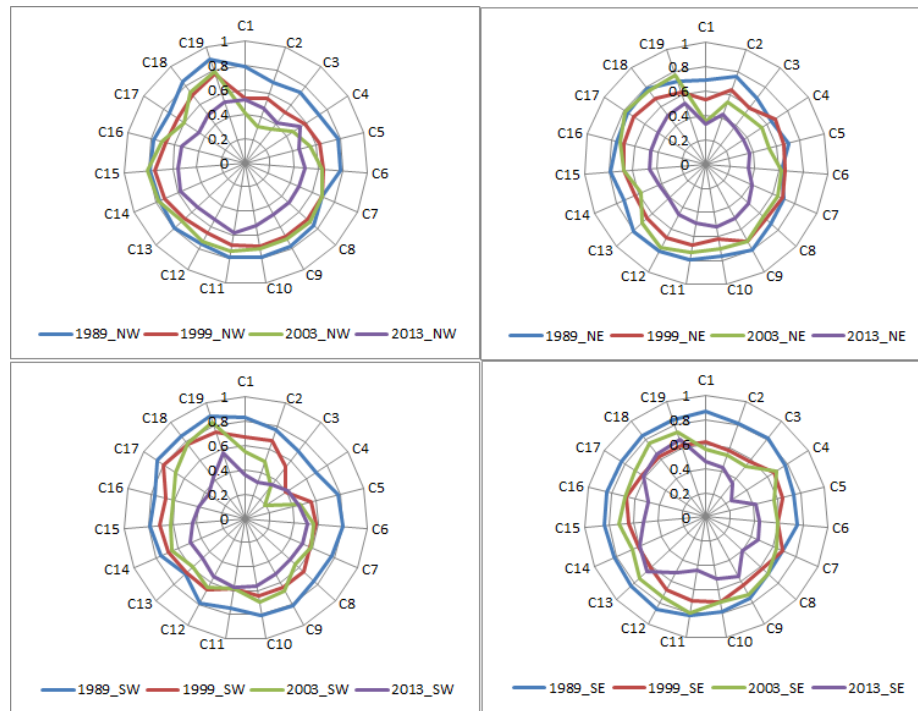 C1
C19 1 C2
C18 0.8 C3
0.6
C17 0.4 C4
0.2
C16 C5
0
C15 C6
C14 C7
C13 C8
C12 C9
C11 C10
1989_NW 1999_NW 2003_NW 2013_NW
C1
C19 1 C2
C18 0.8 C3
0.6
C17 0.4 C4
0.2
C16 C5
0
C15 C6
C14 C7
C13 C8
C12 C9
C11 C10
1989_NE 1999_NE 2003_NE 2013_NE
C1
C19 1 C2
C18 0.8 C3
0.6
C17 0.4 C4
0.2
C16 C5
0
C15 C6
C14 C7
C13 C8
C12 C9
C11 C10
1989_SW 1999_SW 2003_SW 2013_SW
C1
C19 1 C2
C18 0.8 C3
0.6
C17 0.4 C4
0.2
C16 C5
0
C15 C6
C14 C7
C13 C8
C12 C9
C11 C10
1989_SE 1999_SE 2003_SE 2013_SE